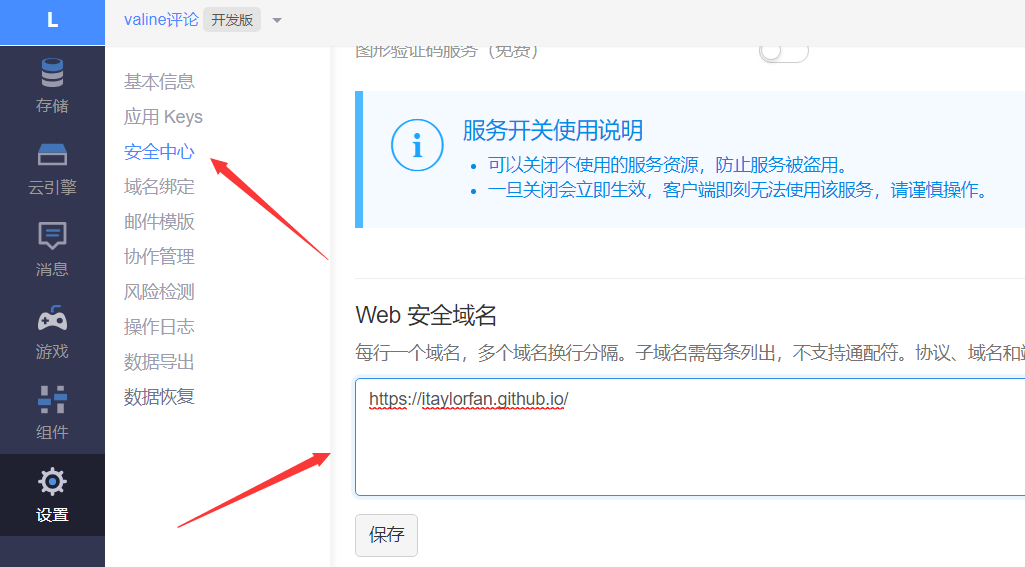 L
valine评论 开发版
存储
云引擎
消息
游戏
组件
设置
基本信息
应用 Keys
安全中心
域名绑定
邮件模版
协作管理
风险检测
操作日志
数据导出
数据恢复
图形验证码服务（免费）
服务开关使用说明
可以关闭不使用的服务资源，防止服务被盗用。
一旦关闭会立即生效，客户端即刻无法使用该服务，请谨慎操作。
Web 安全域名
每行一个域名，多个域名换行分隔。子域名需每条列出，不支持通配符。协议、域名和
https://itaylorfan.github.io/
保存